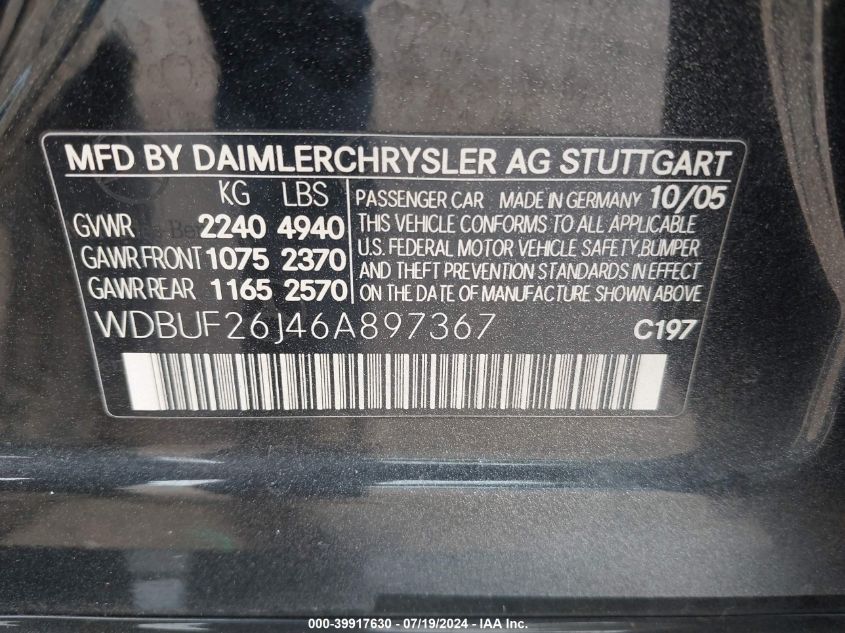 MFD BY DAIMLERCHRYSLER AG STUTTGART
KG LBS
GVWR 2240 4940
GAWR FRONT 1075 2370
GAWR REAR 1165 2570
PASSENGER CAR MADE IN GERMANY 10/05
THIS VEHICLE CONFORMS TO ALL APPLICABLE
U.S. FEDERAL MOTOR VEHICLE SAFETY, BUMPER
AND THEFT PREVENTION STANDARDS IN EFFECT
ON THE DATE OF MANUFACTURE SHOWN ABOVE
WDBUF26J46A897367 C197
000-39917630 - 07/19/2024 - IAA Inc.